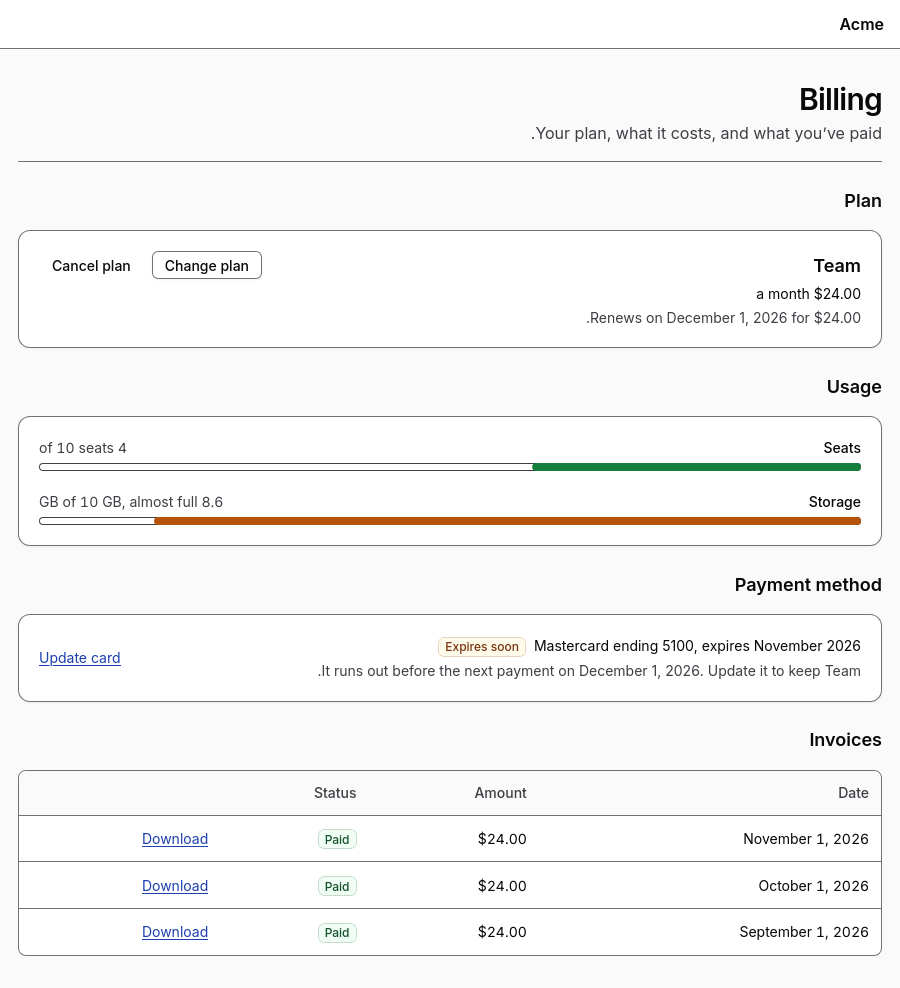 Acme
Billing
.Your plan, what it costs, and what you’ve paid
Plan
Team
Change plan
Cancel plan
a month $24.00
.Renews on December 1, 2026 for $24.00
Usage
Seats
of 10 seats 4
Storage
GB of 10 GB, almost full 8.6
Payment method
Mastercard ending 5100, expires November 2026 Expires soon
.It runs out before the next payment on December 1, 2026. Update it to keep Team
Update card
Invoices
Date Amount Status
November 1, 2026 $24.00 Paid Download
October 1, 2026 $24.00 Paid Download
September 1, 2026 $24.00 Paid Download